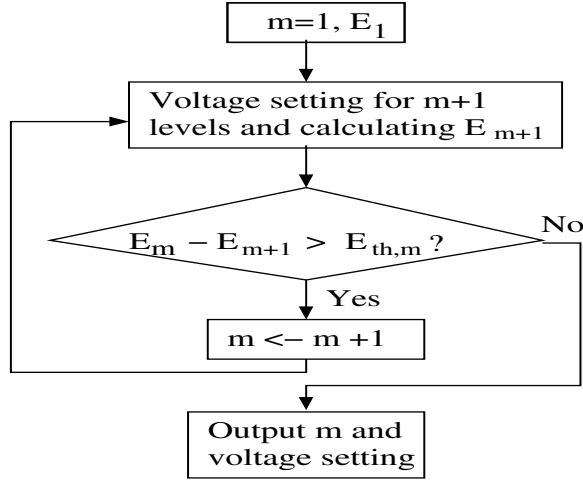 m=1, E1
Voltage setting for m+1
levels and calculating E m+1
Em − Em+1 > Eth,m ?
No
Yes
m <− m +1
Output m and
voltage setting